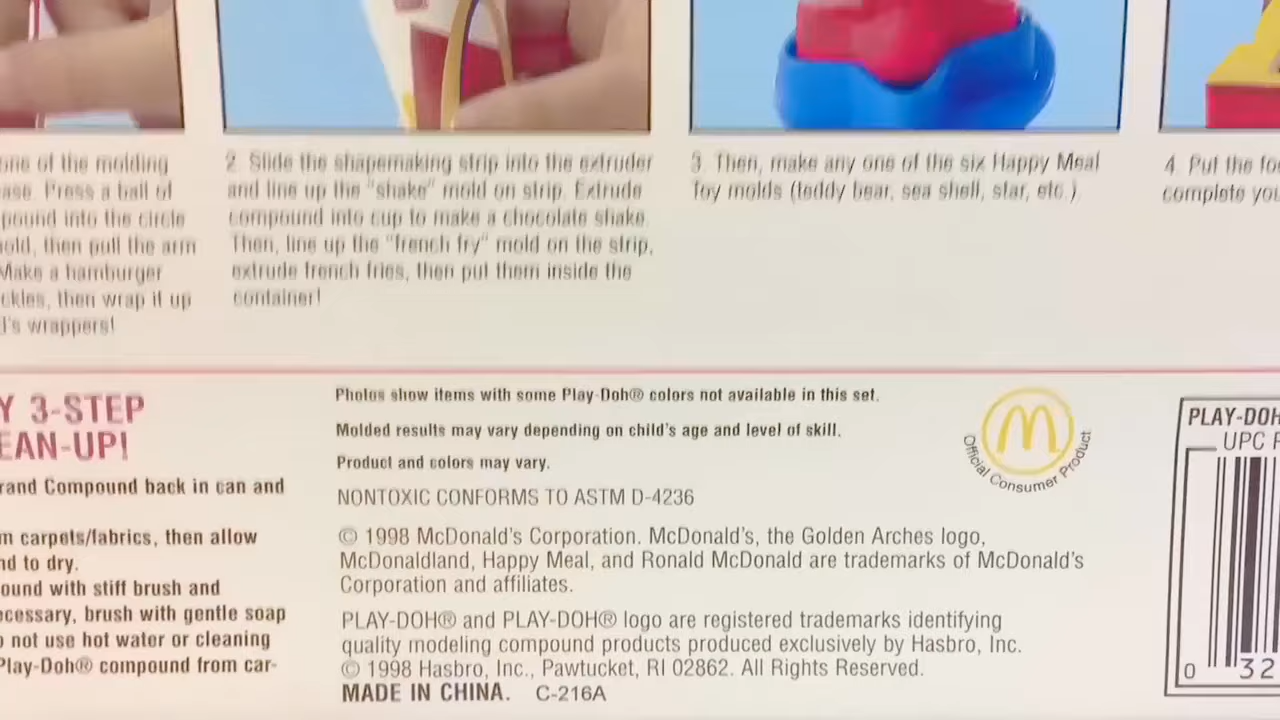 one of the molding
ase. Press a ball of
pound into the circle
old, then pull the arm
Make a hamburger
ckles, then wrap it up
's wrappers!
2. Slide the shapemaking strip into the extruder
and line up the "shake" mold on strip. Extrude
compound into cup to make a chocolate shake.
Then, line up the "french fry" mold on the strip,
extrude french fries, then put them inside the
container!
3. Then, make any one of the six Happy Meal
Toy molds (teddy bear, sea shell, star, etc.).
4. Put the foo
complete you
Y 3-STEP
EAN-UP!
rand Compound back in can and
m carpets/fabrics, then allow
nd to dry.
ound with stiff brush and
ecessary, brush with gentle soap
o not use hot water or cleaning
Play-Doh® compound from car-
Photos show items with some Play-Doh® colors not available in this set.
Molded results may vary depending on child's age and level of skill.
Product and colors may vary.
NONTOXIC CONFORMS TO ASTM D-4236
© 1998 McDonald's Corporation. McDonald's, the Golden Arches logo,
McDonaldland, Happy Meal, and Ronald McDonald are trademarks of McDonald's
Corporation and affiliates.
PLAY-DOH® and PLAY-DOH® logo are registered trademarks identifying
quality modeling compound products produced exclusively by Hasbro, Inc.
© 1998 Hasbro, Inc., Pawtucket, RI 02862. All Rights Reserved.
MADE IN CHINA. C-216A
M
Official Consumer Product
PLAY-DOH
UPC P
0 32